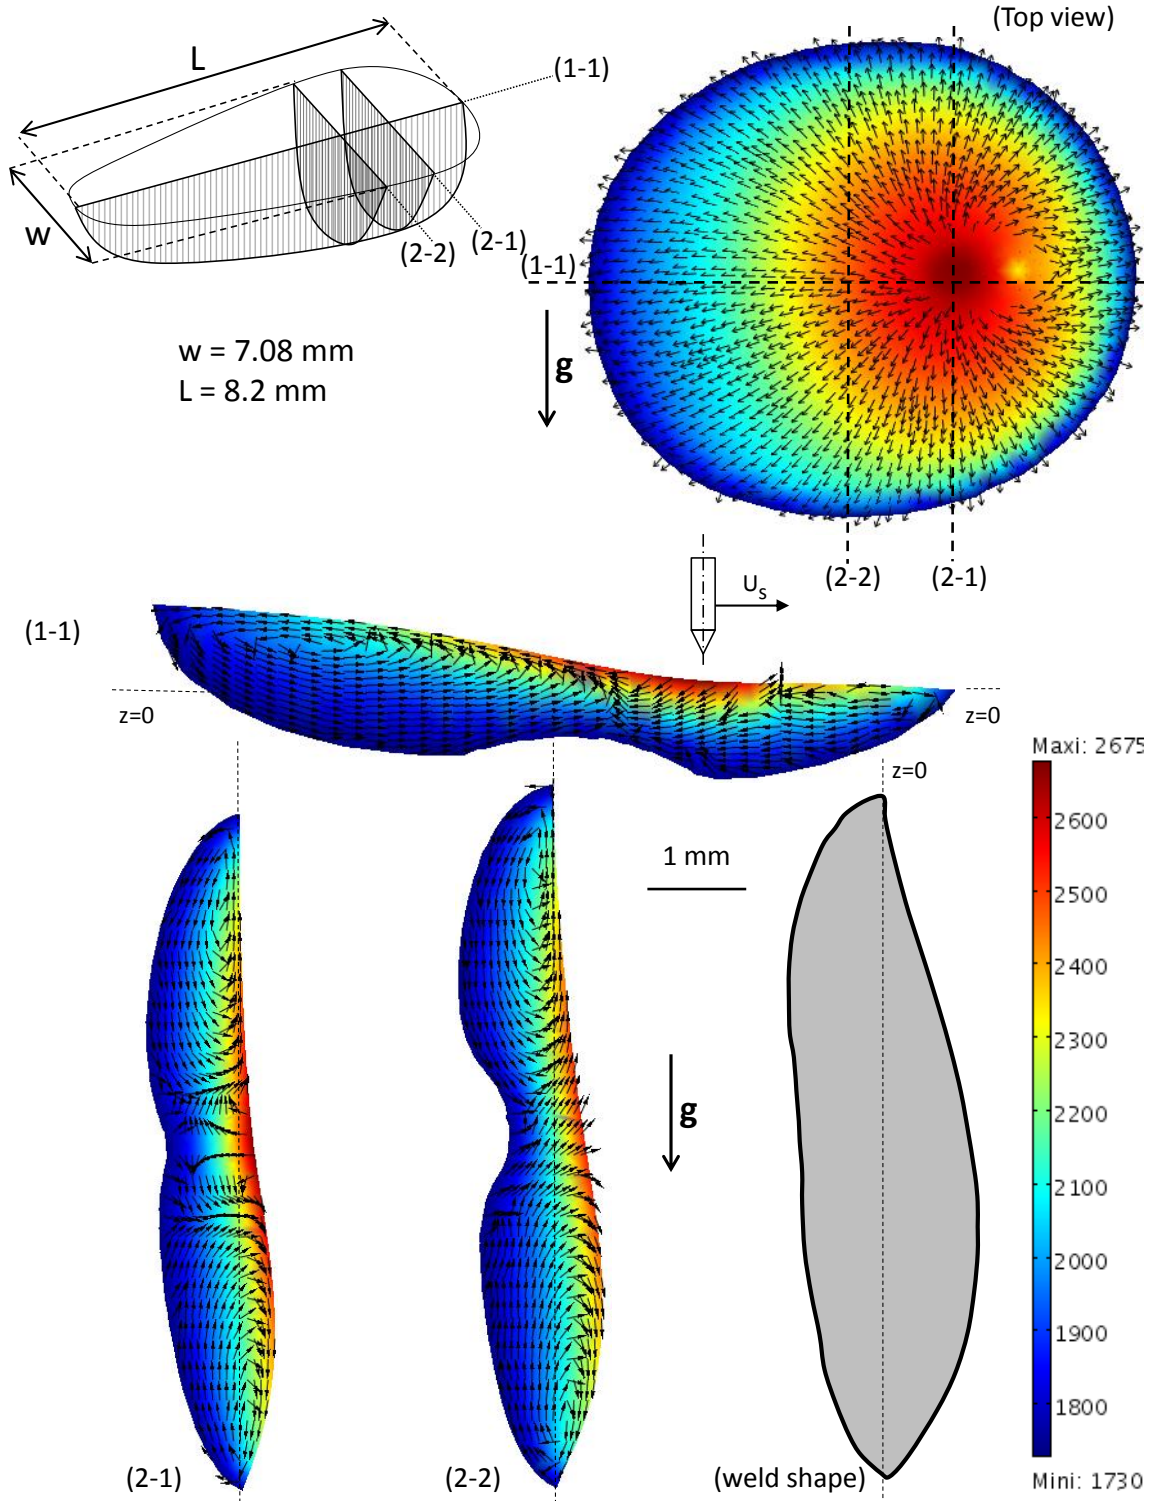 (Top view)
L
(1-1)
w
(2-2)
(2-1)
(1-1)
w = 7.08 mm
L = 8.2 mm
g
(2-2)
(2-1)
Us
(1-1)
z=0
z=0
Maxi: 2675
z=0
2600
1 mm
2500
2400
2300
g
2200
2100
2000
1900
1800
(2-1)
(2-2)
(weld shape)
Mini: 1730